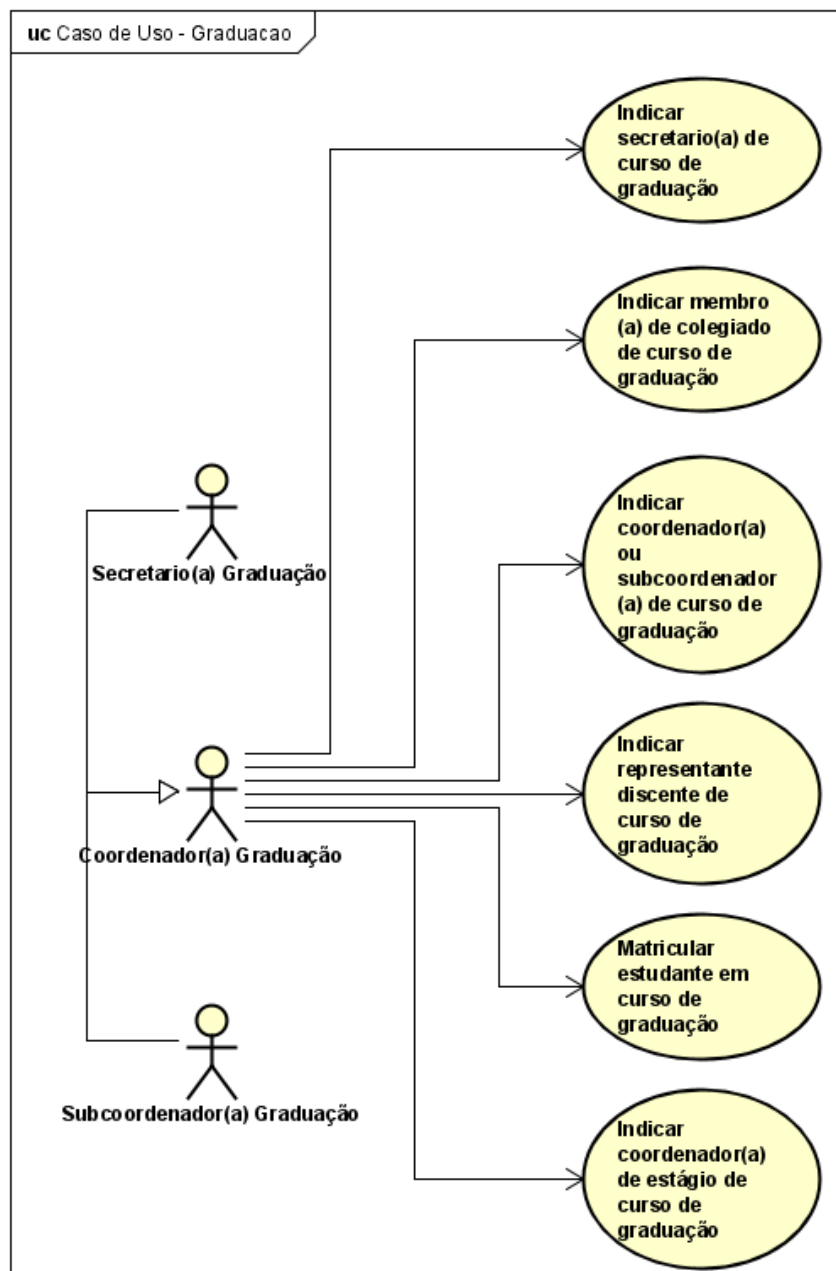 uc Caso de Uso - Graduacao
Indicar
secretario(a) de
curso de
graduação
Indicar membro
(a) de colegiado
de curso de
graduação
Secretario(a) Graduação
Indicar
coordenador(a)
ou
subcoordenador
(a) de curso de
graduação
Coordenador(a) Graduação
Indicar
representante
discente de
curso de
graduação
Matricular
estudante em
curso de
graduação
Subcoordenador(a) Graduação
Indicar
coordenador(a)
de estágio de
curso de
graduação